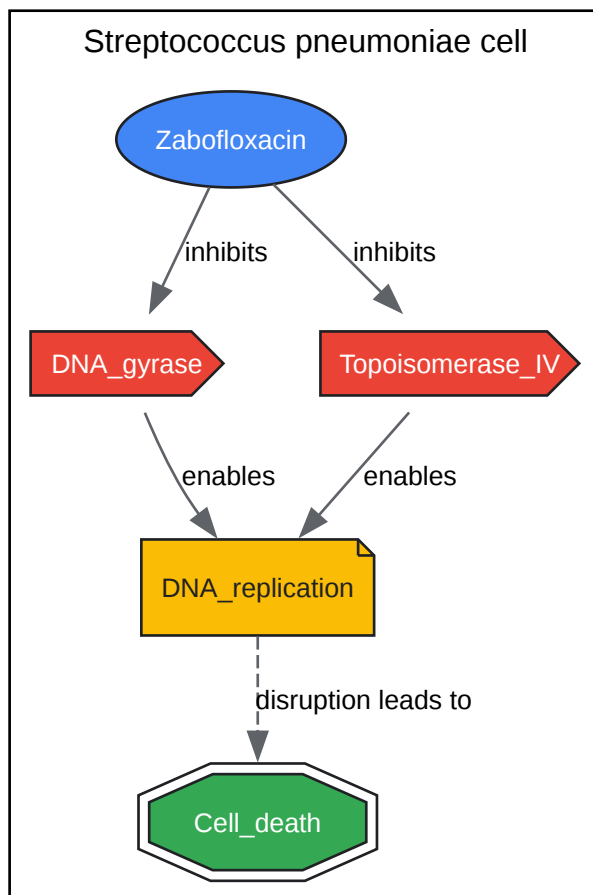 Streptococcus pneumoniae cell
Zabofloxacin
inhibits
inhibits
DNA_gyrase
Topoisomerase_IV
enables
enables
DNA_replication
disruption leads to
Cell_death